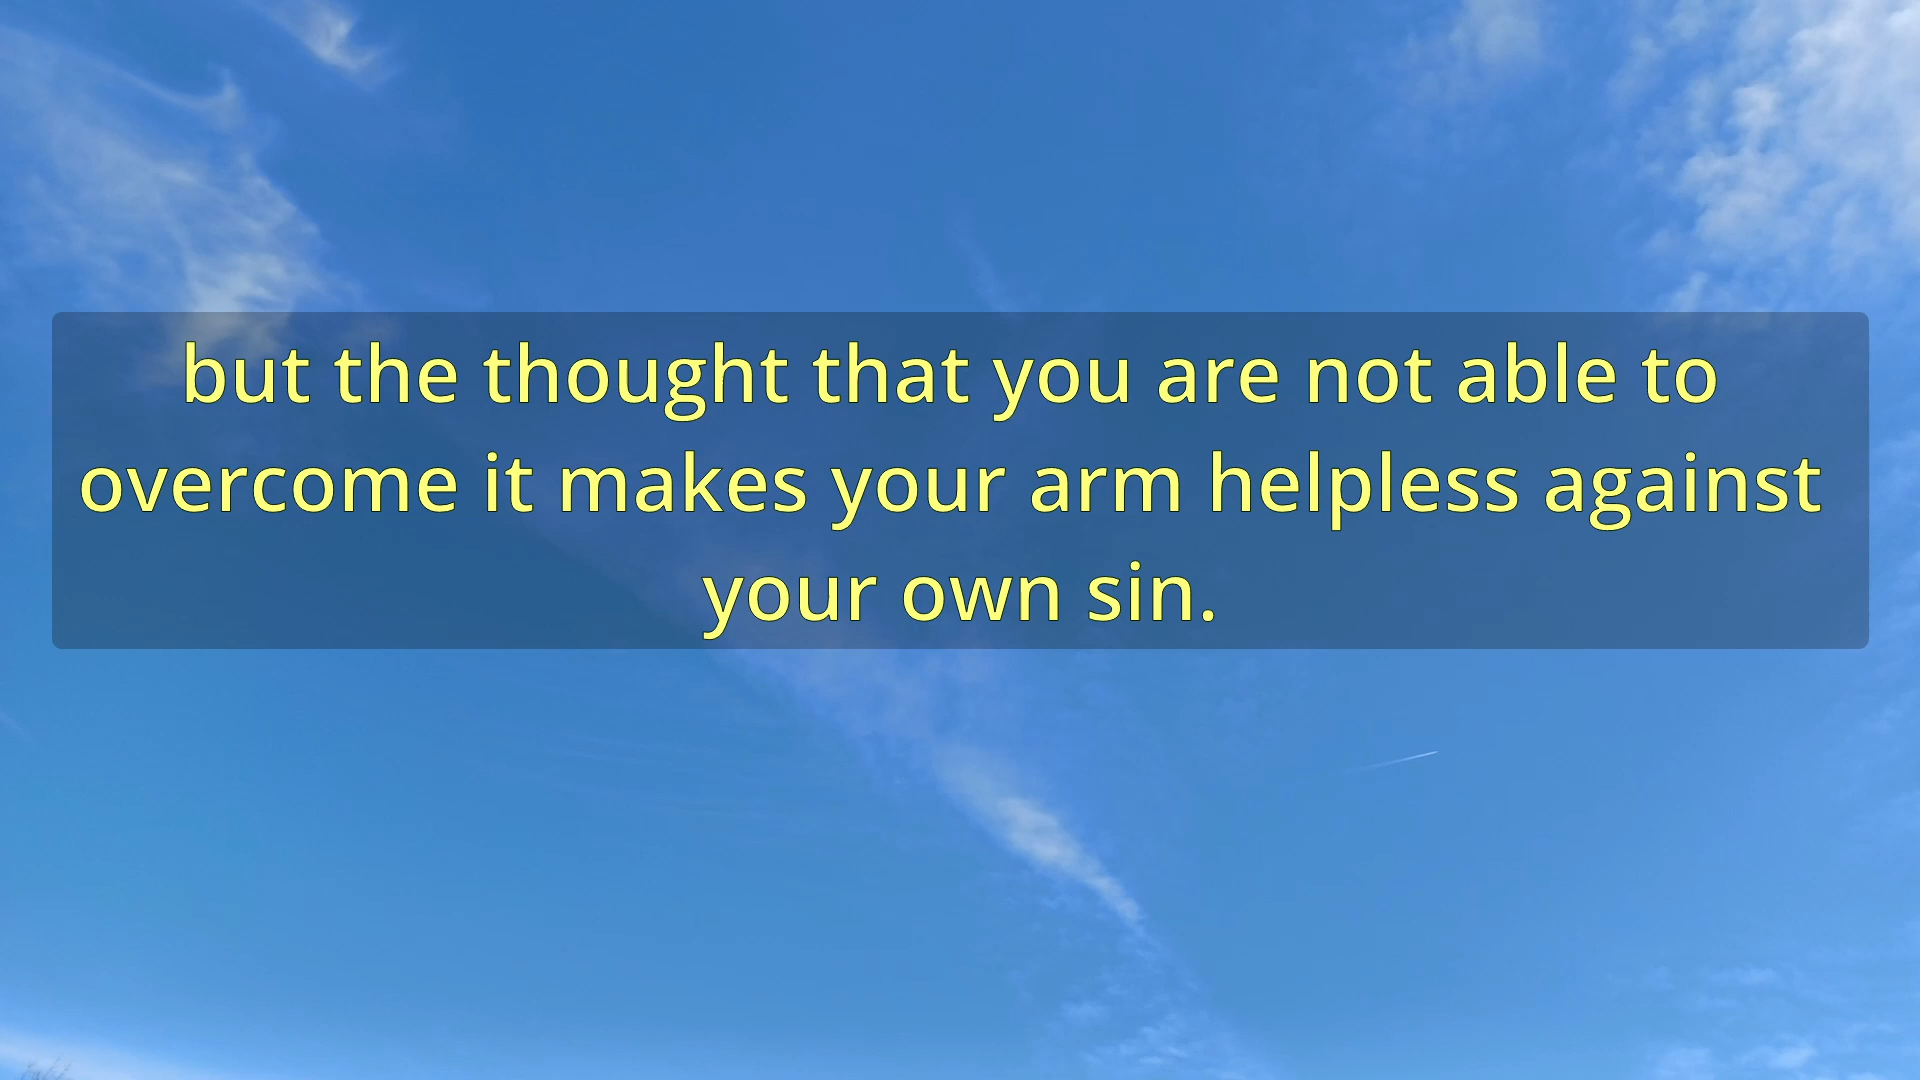 but the thought that you are not able to
overcome it makes your arm helpless against
your own sin.